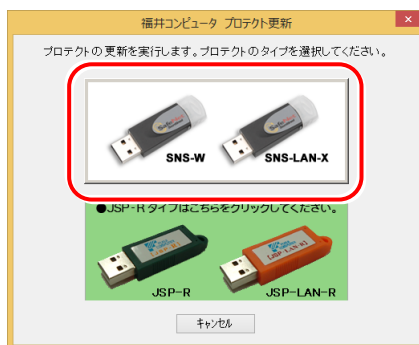 福井コンピュータ プロテクト更新
プロテクトの更新を実行します。プロテクトのタイプを選択してください。
SNS-W SNS-LAN-X
●JSP-Rタイプはこちらをクリックしてください。
[JSP-R]
[JSP-LAN-R]
JSP-R JSP-LAN-R
キャンセル